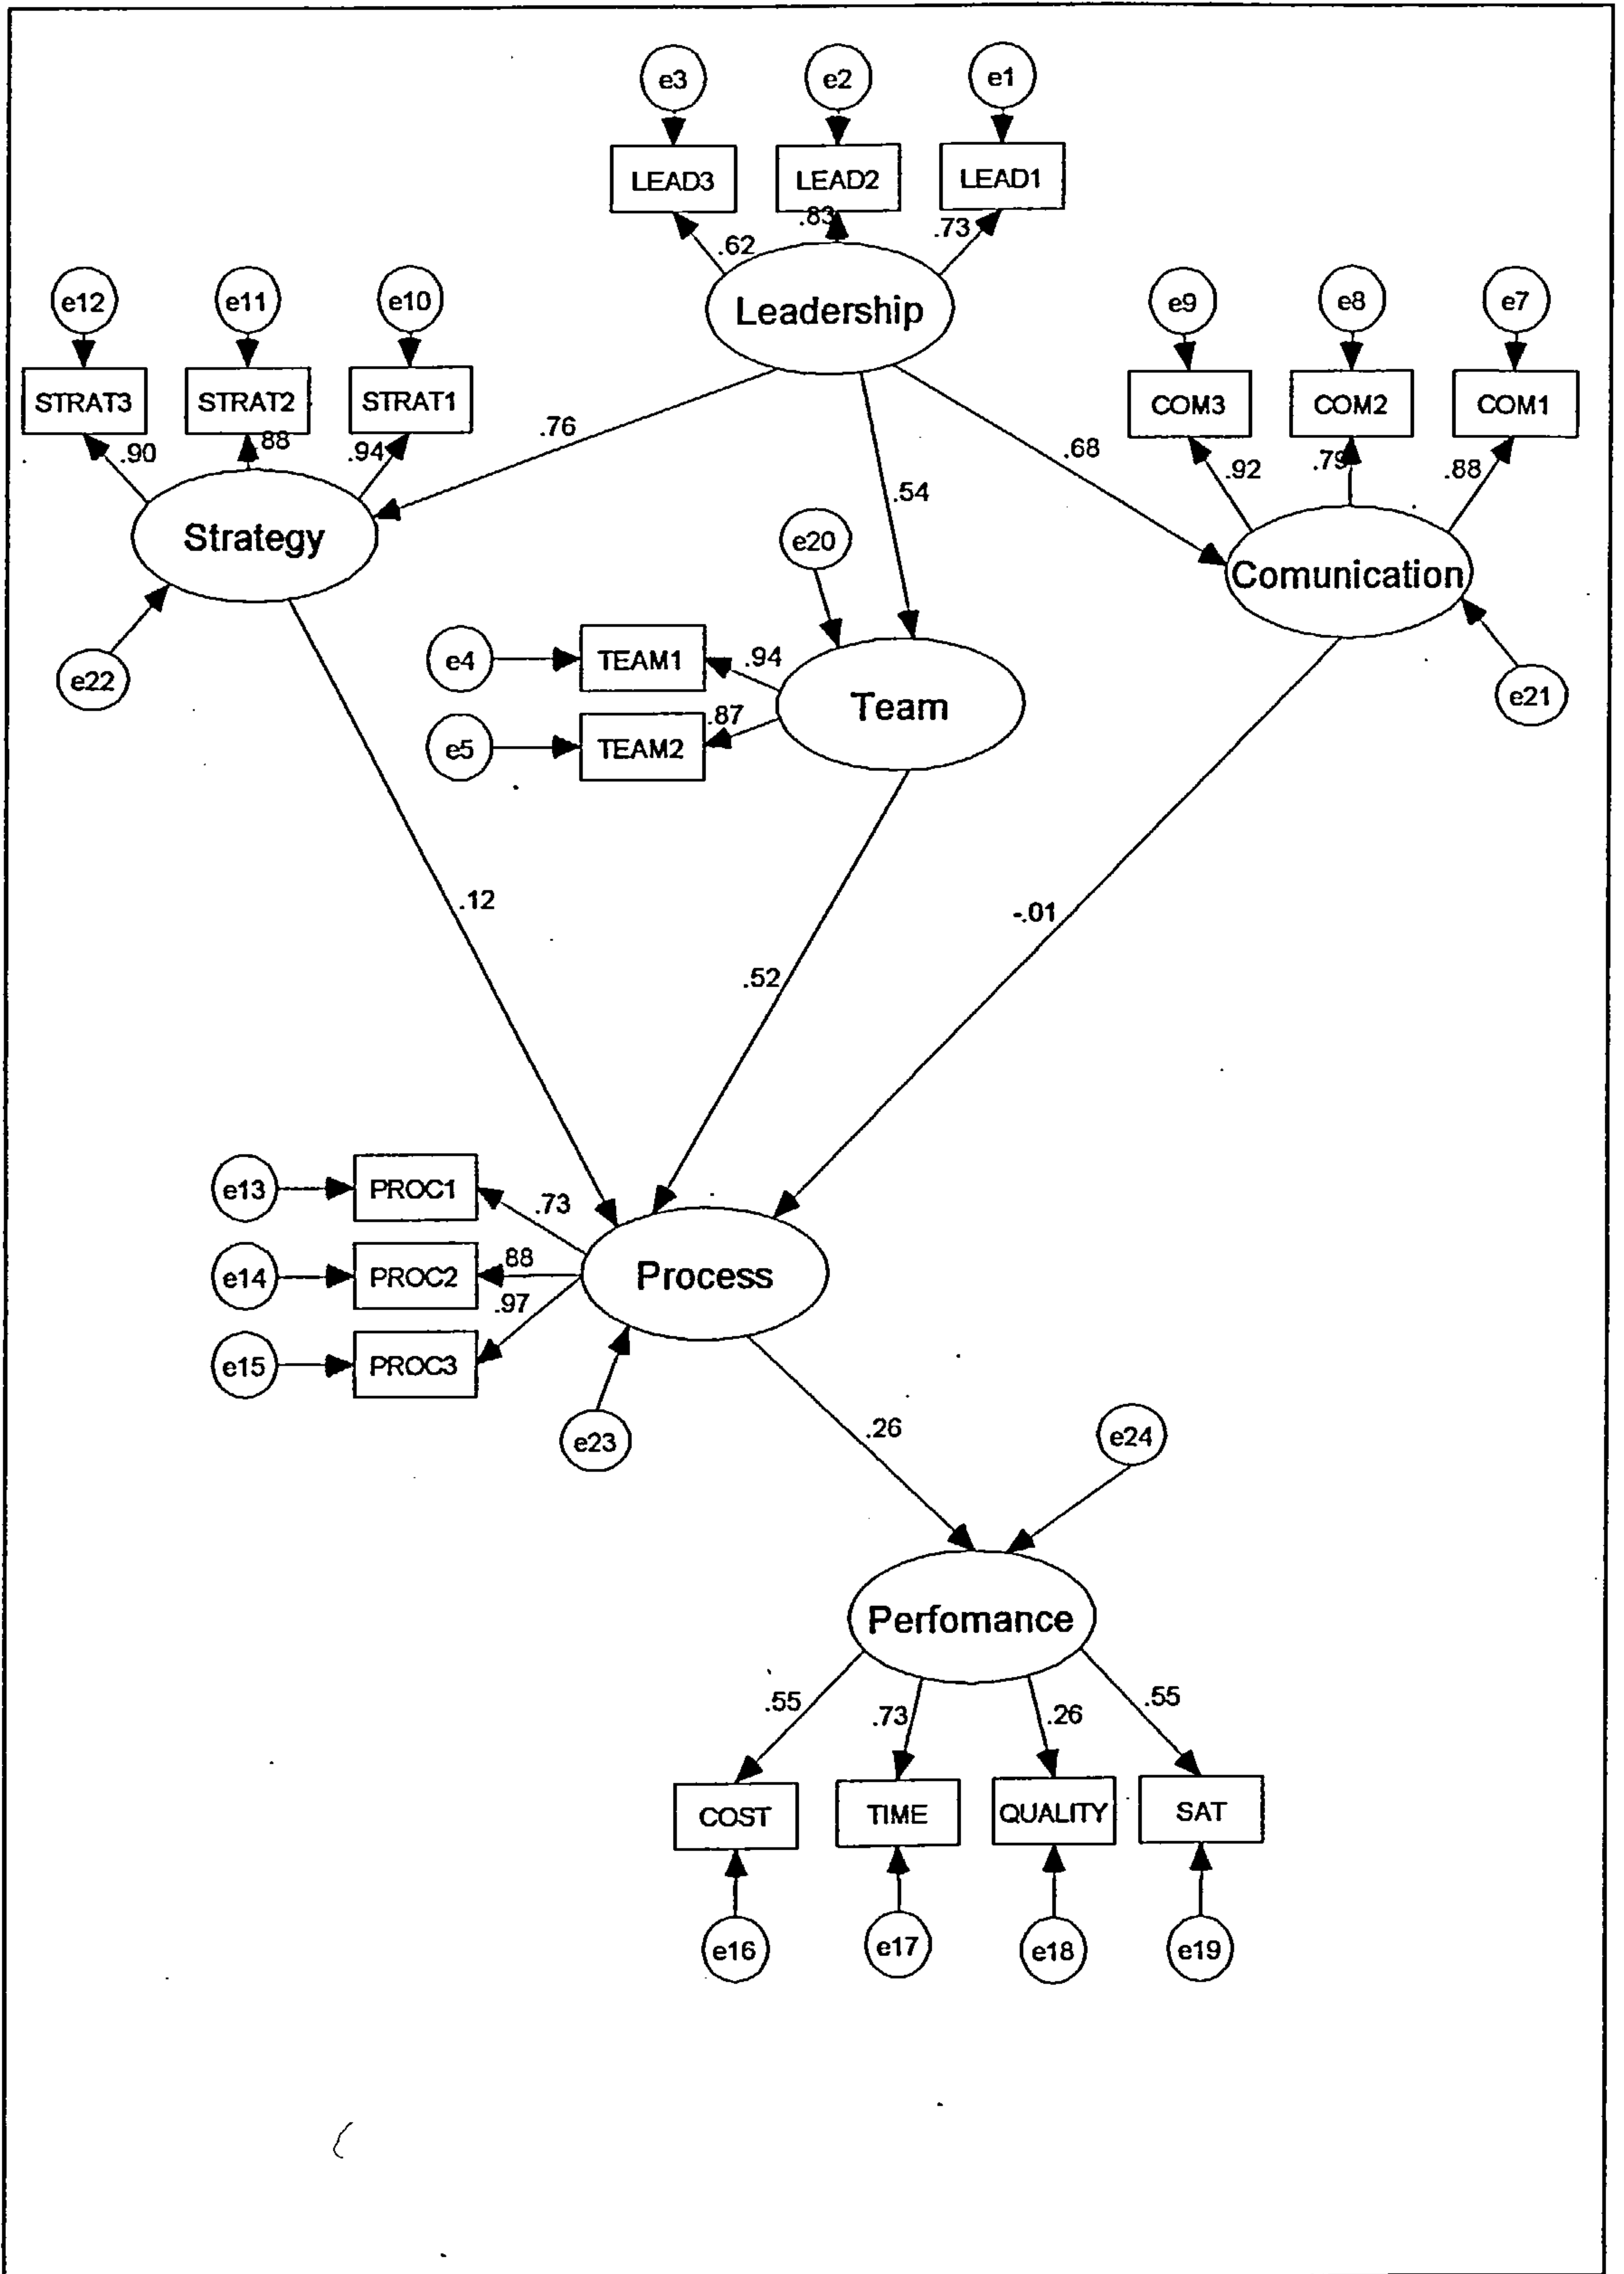 e3 e2 e1
LEAD3 LEAD2 LEAD1
.62 .83 .73
Leadership
e12 e11 e10
STRAT3 STRAT2 STRAT1
.90 .88 .94
Strategy
e22
e9 e8 e7
COM3 COM2 COM1
.92 .79 .88
Comunication
e21
.76 .54 .68
e20
e4 TEAM1 .94
e5 TEAM2 .87
Team
.12 .52 -.01
e13 PROC1 .73
e14 PROC2 88
e15 PROC3 .97
Process
e23
.26
e24
Perfomance
.55 .73 .26 .55
COST TIME QUALITY SAT
e16 e17 e18 e19